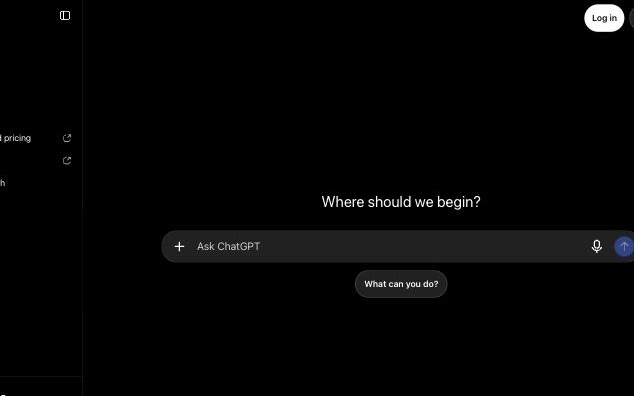 Log in
pricing
Where should we begin?
Ask ChatGPT
What can you do?